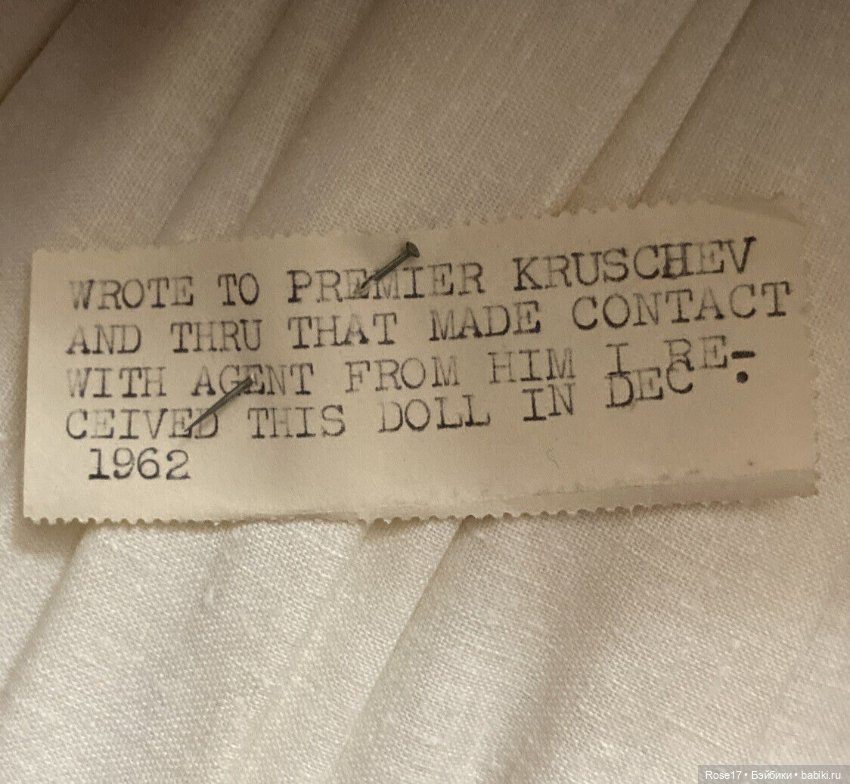 WROTE TO PREMIER KRUSCHEV
AND THRU THAT MADE CONTACT
WITH AGENT FROM HIM I RE-
CEIVED THIS DOLL IN DEC.
1962
Rose17 • Бэйбики • babiki.ru